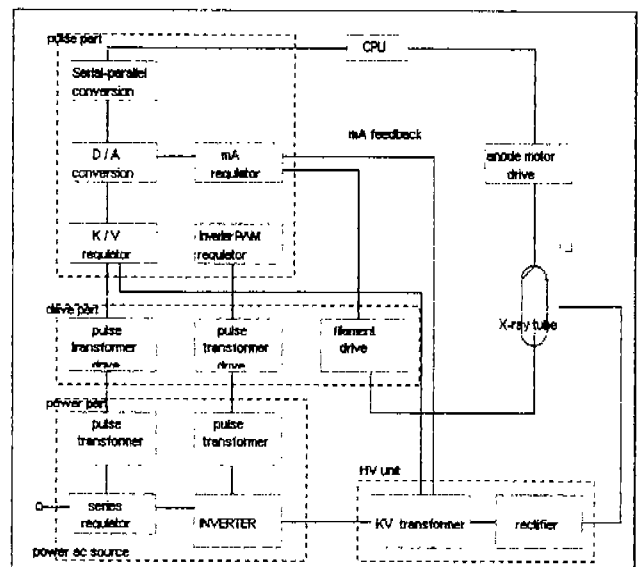 pulse part
CPU
Serial-parallel
conversion
mA feedback
D / A
conversion
mA
regulator
anode motor
drive
K / V
regulator
Inverter PAM
regulator
drive part
pulse
transformer
drive
pulse
transformer
drive
filament
drive
X-ray tube
power part
pulse
transformer
pulse
transformer
HV unit
series
regulator
INVERTER
KV transformer
rectifier
power ac source